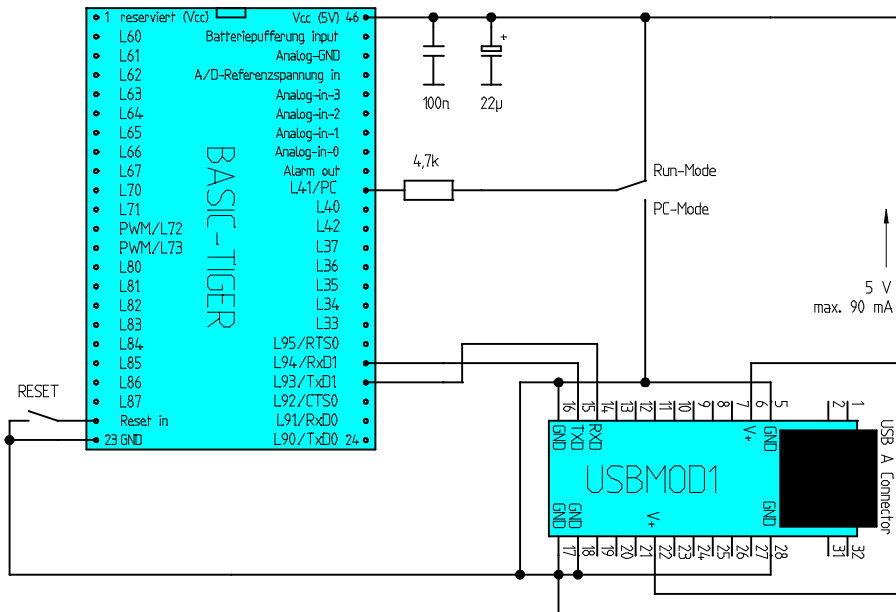 1 reserviert (Vcc) Vcc (5V) 46
L60 Batteriepufferung input
L61 Analog-GND
L62 A/D-Referenzspannung in
L63 Analog-in-3
L64 Analog-in-2
L65 Analog-in-1
L66 Analog-in-0
L67 Alarm out
L70 L41/PC
L71 L40
PWM/L72 L42
PWM/L73 L37
L80 L36
L81 L35
L82 L34
L83 L33
L84 L95/RTS0
L85 L94/RxD1
L86 L93/TxD1
L87 L92/CTS0
Reset in L91/RxD0
23 GND L90/TxD0 24
BASIC-TIGER
RESET
100n
+
22µ
4,7k
Run-Mode
PC-Mode
5 V
max. 90 mA
16 15 14 13 12 11 10 9 8 7 6 5 2 1
GND TXD RXD V+ GND
USBMOD1
USB A Connector
GND GND V+ GND
17 18 19 20 21 22 23 24 25 26 27 28 31 32